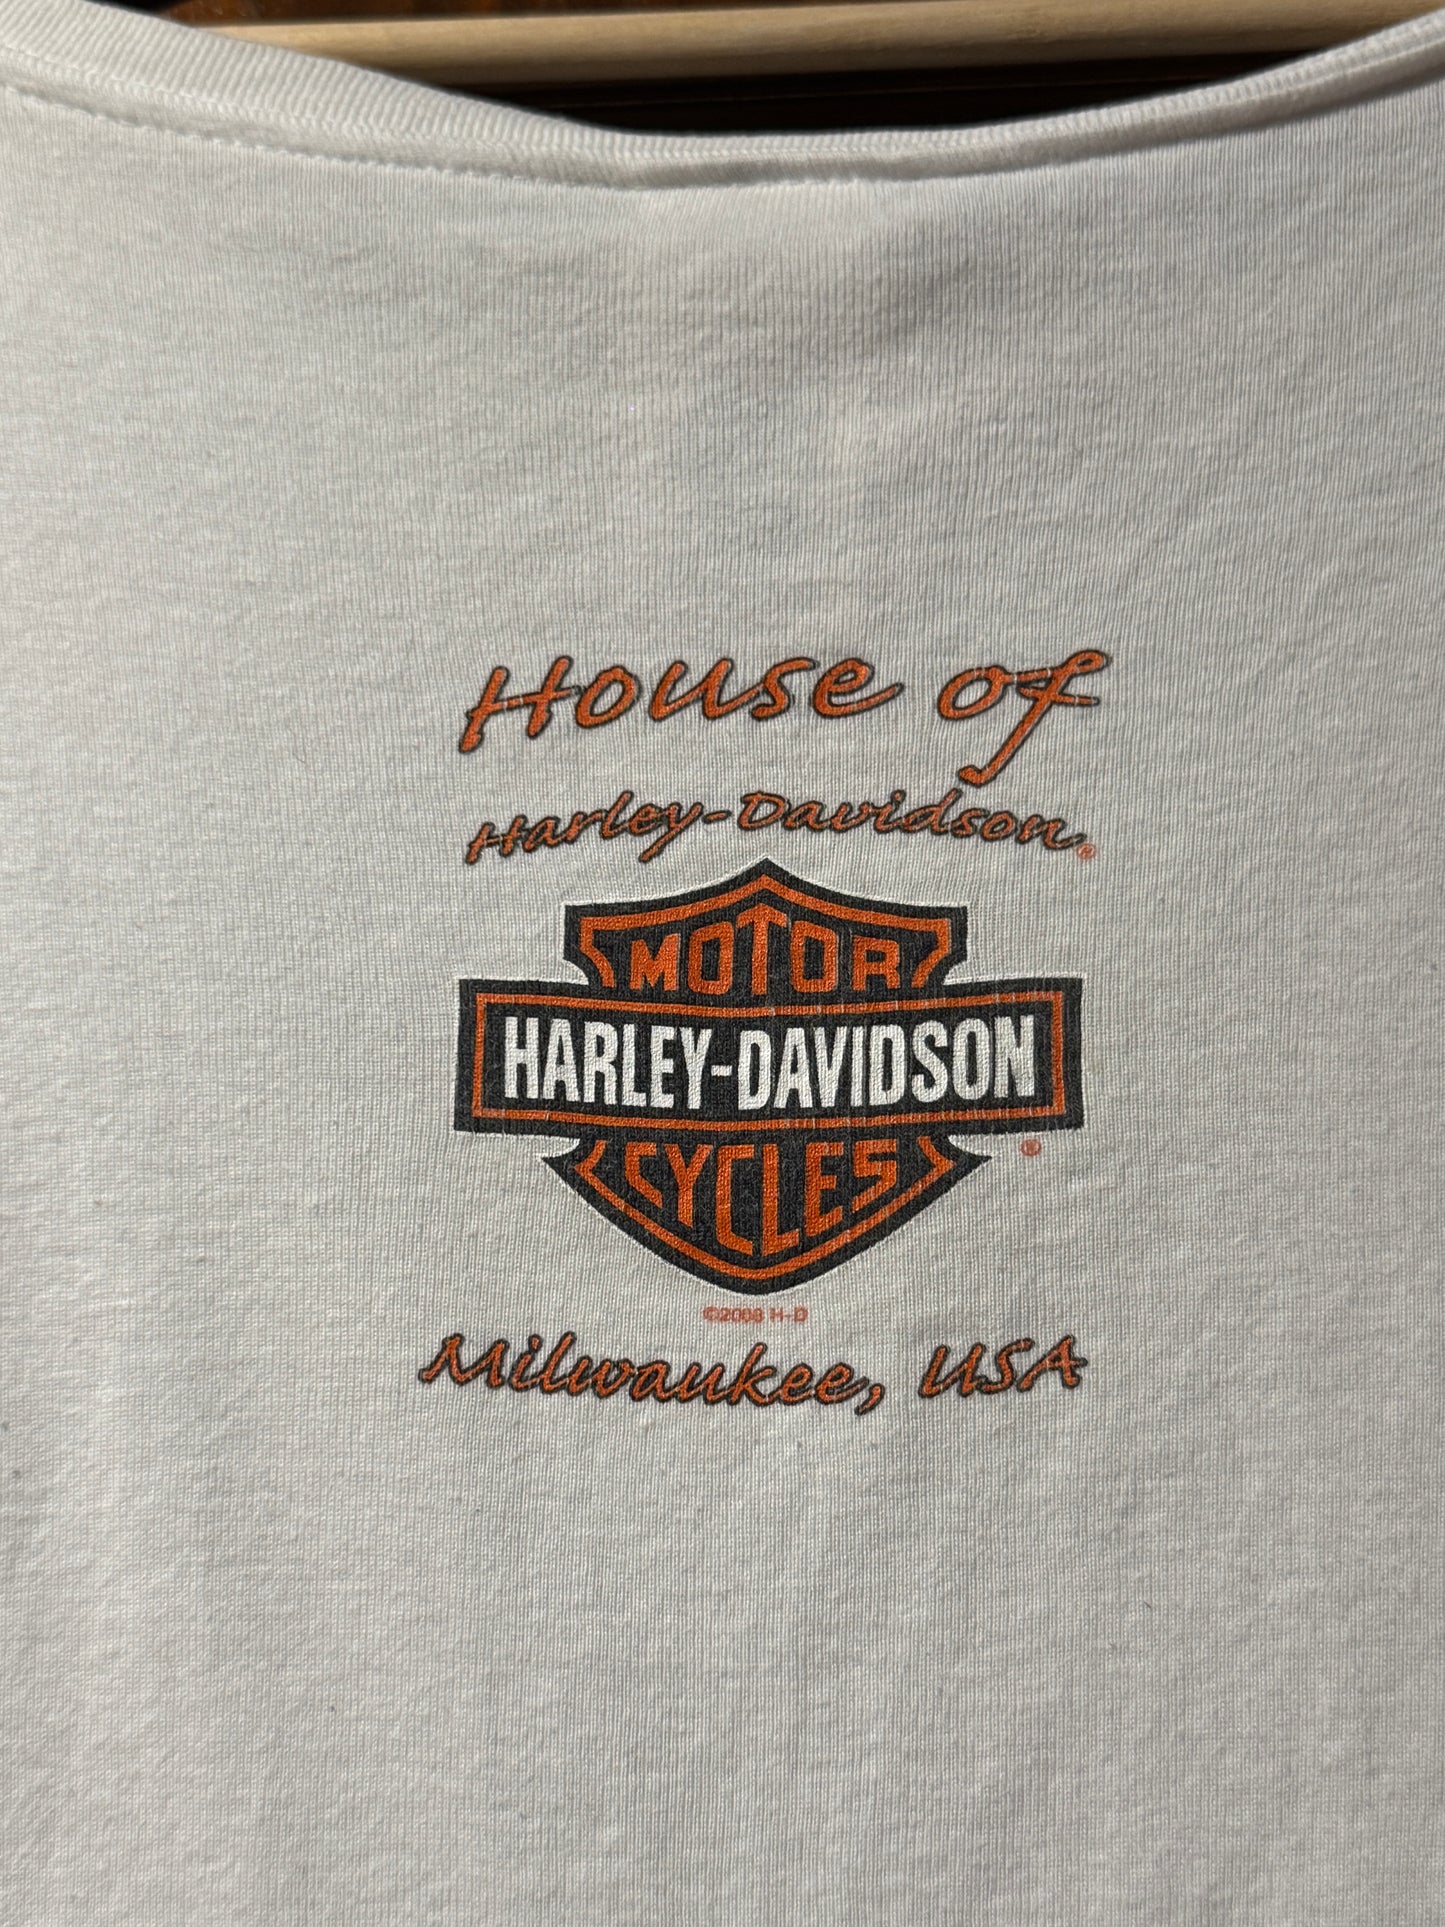 House of
Harley-Davidson®
MOTOR
HARLEY-DAVIDSON
CYCLES
®
©2008 H-D
Milwaukee, USA